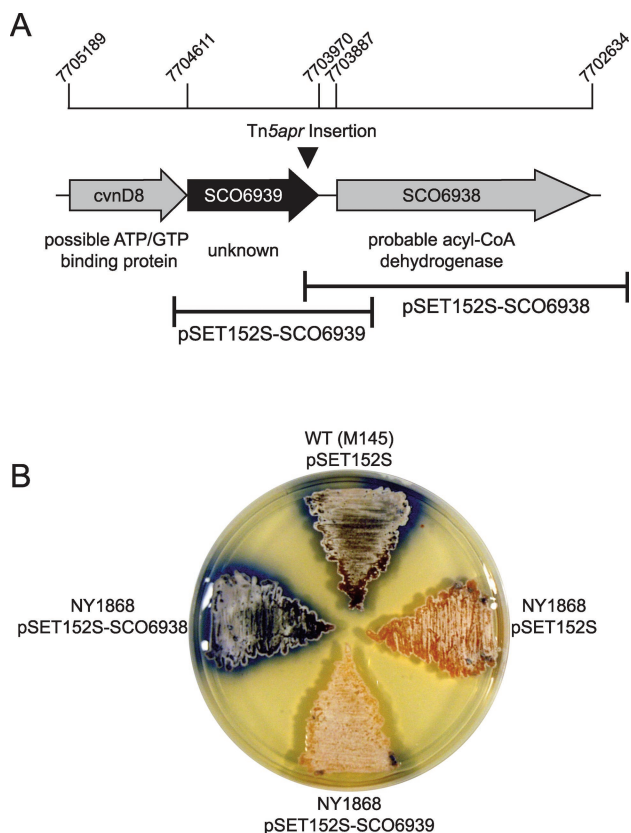 A
7705189
7704611
7703970
7703887
7702634
Tn5apr Insertion
cvnD8
SCO6939
SCO6938
possible ATP/GTP
binding protein
unknown
probable acyl-CoA
dehydrogenase
pSET152S-SCO6939
pSET152S-SCO6938
B
WT (M145)
pSET152S
NY1868
pSET152S-SCO6938
NY1868
pSET152S
NY1868
pSET152S-SCO6939